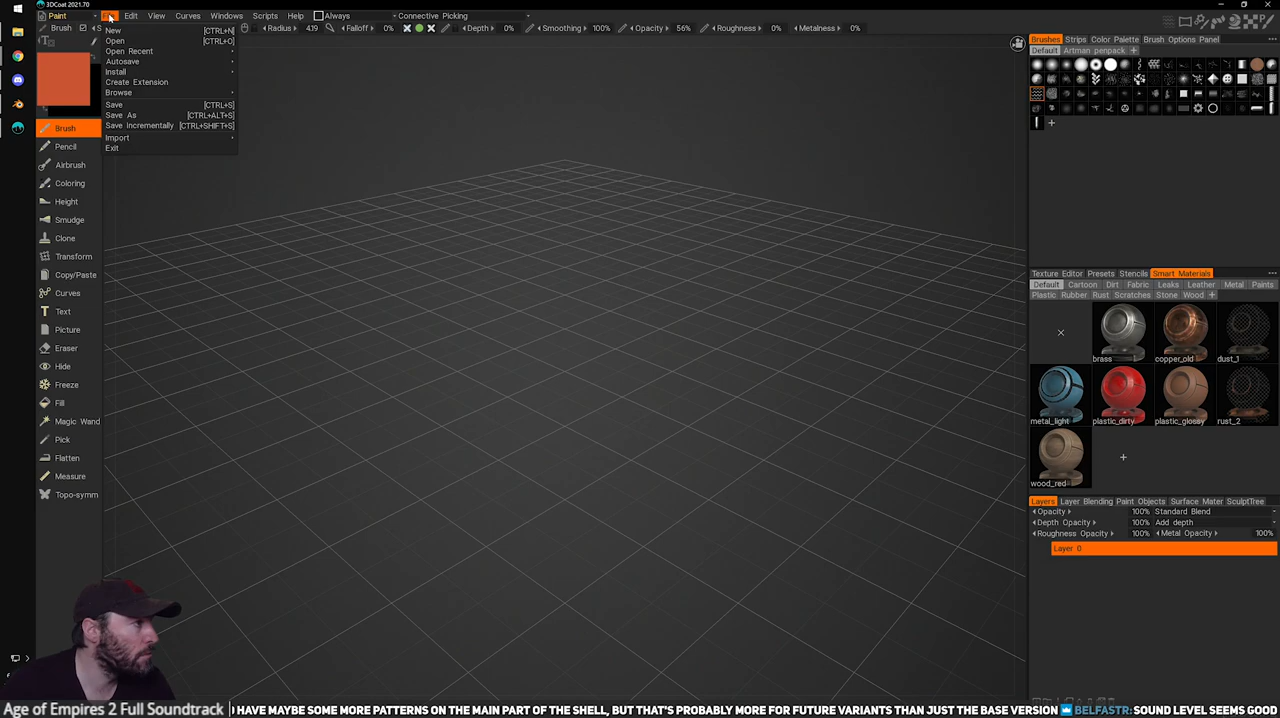 3DCoat 2021.70
Paint Edit View Curves Windows Scripts Help Always Connective Picking
Brush Radius 419 Falloff 0% Depth 0% Smoothing 100% Opacity 56% Roughness 0% Metalness 0%
New [CTRL+N]
Open [CTRL+O]
Open Recent
Autosave
Install
Create Extension
Browse
Save [CTRL+S]
Save As [CTRL+ALT+S]
Save Incrementally [CTRL+SHIFT+S]
Import
Exit
Brush
Pencil
Airbrush
Coloring
Height
Smudge
Clone
Transform
Copy/Paste
Curves
Text
Picture
Eraser
Hide
Freeze
Fill
Magic Wand
Pick
Flatten
Measure
Topo-symm
Brushes Strips Color Palette Brush Options Panel
Default Artman penpack +
Texture Editor Presets Stencils Smart Materials
Default Cartoon Dirt Fabric Leaks Leather Metal Paints
Plastic Rubber Rust Scratches Stone Wood +
brass copper_old dust_1
metal_light plastic_dirty plastic_glossy rust_2
wood_red
Layers Layer Blending Paint Objects Surface Mater SculptTree
Opacity 100% Standard Blend
Depth Opacity 100% Add depth
Roughness Opacity 100% Metal Opacity 100%
Layer 0
Age of Empires 2 Full Soundtrack
HAVE MAYBE SOME MORE PATTERNS ON THE MAIN PART OF THE SHELL, BUT THAT'S PROBABLY MORE FOR FUTURE VARIANTS THAN JUST THE BASE VERSION BELFASTR: SOUND LEVEL SEEMS GOOD